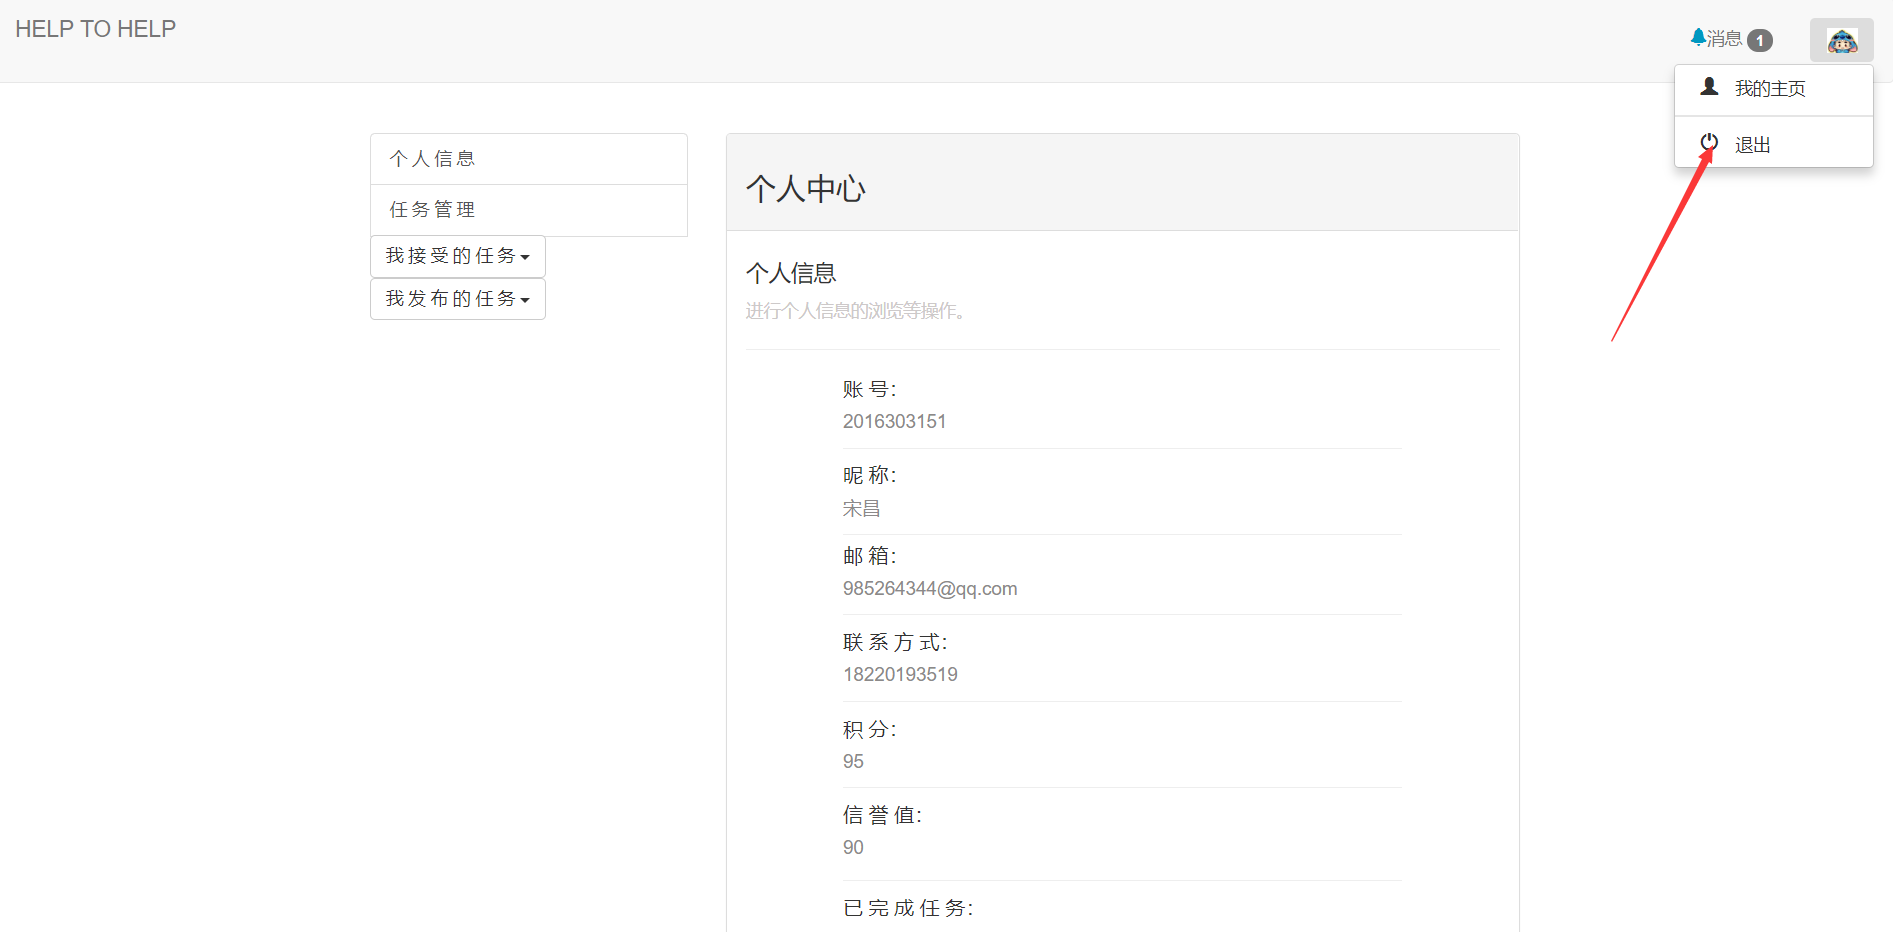 HELP TO HELP
消息 1
我的主页
退出
个人信息
任务管理
我接受的任务
我发布的任务
个人中心
个人信息
进行个人信息的浏览等操作。
账 号：
2016303151
昵 称：
宋昌
邮 箱：
985264344@qq.com
联 系 方 式：
18220193519
积 分：
95
信 誉 值：
90
已 完 成 任 务：